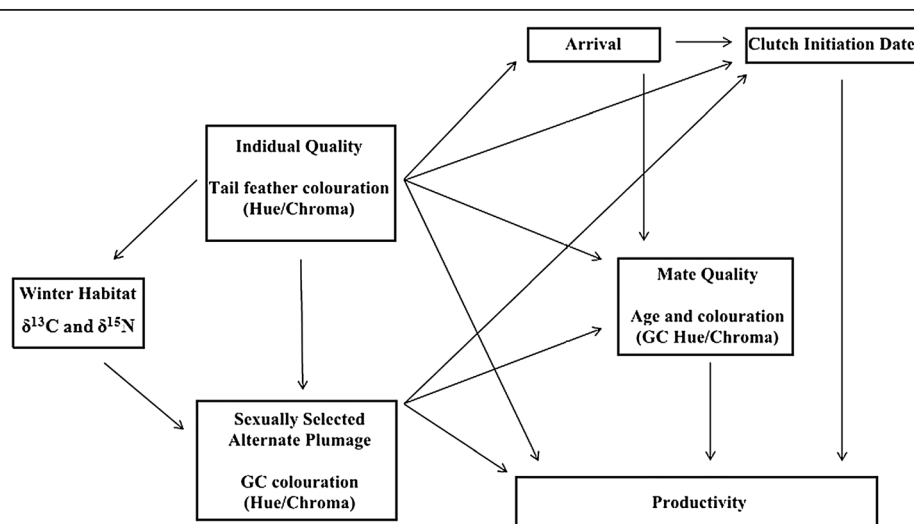 Arrival
Clutch Initiation Date
Indidual Quality
Tail feather colouration
(Hue/Chroma)
Winter Habitat
δ¹³C and δ¹⁵N
Mate Quality
Age and colouration
(GC Hue/Chroma)
Sexually Selected
Alternate Plumage
GC colouration
(Hue/Chroma)
Productivity